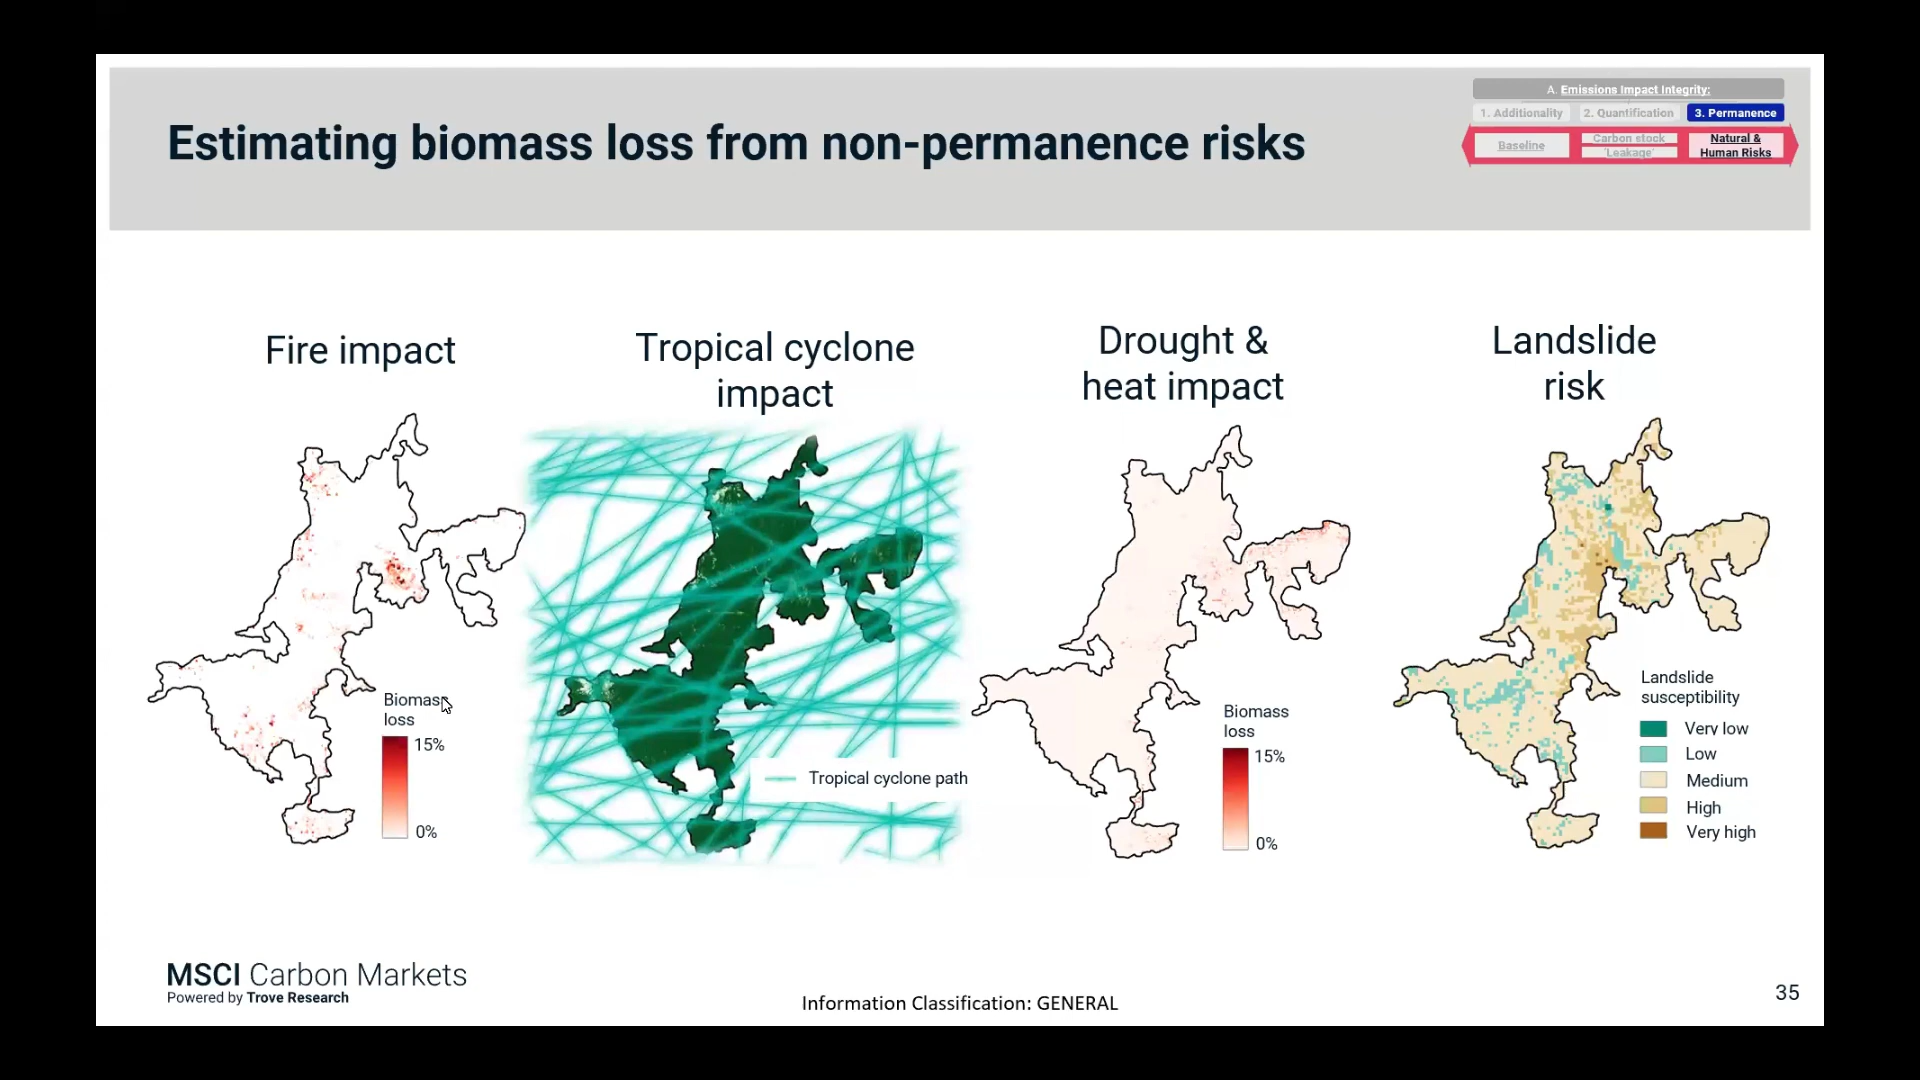 Estimating biomass loss from non-permanence risks
A. Emissions Impact Integrity:
1. Additionality
2. Quantification
3. Permanence
Baseline
Carbon stock
'Leakage'
Natural &
Human Risks
Fire impact
Tropical cyclone
impact
Drought &
heat impact
Landslide
risk
Biomass
loss
15%
0%
Tropical cyclone path
Biomass
loss
15%
0%
Landslide
susceptibility
Very low
Low
Medium
High
Very high
MSCI Carbon Markets
Powered by Trove Research
Information Classification: GENERAL
35